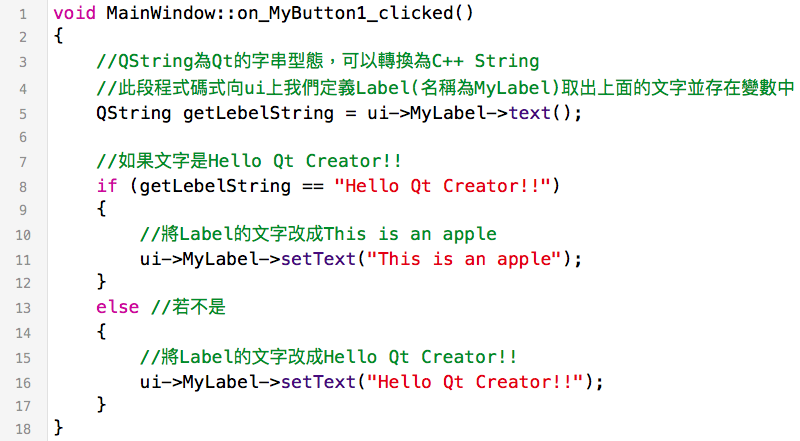 1 void MainWindow::on_MyButton1_clicked()
2 {
3 //QString為Qt的字串型態，可以轉換為C++ String
4 //此段程式碼式向ui上我們定義Label(名稱為MyLabel)取出上面的文字並存在變數中
5 QString getLebelString = ui->MyLabel->text();
6
7 //如果文字是Hello Qt Creator!!
8 if (getLebelString == "Hello Qt Creator!!")
9 {
10 //將Label的文字改成This is an apple
11 ui->MyLabel->setText("This is an apple");
12 }
13 else //若不是
14 {
15 //將Label的文字改成Hello Qt Creator!!
16 ui->MyLabel->setText("Hello Qt Creator!!");
17 }
18 }